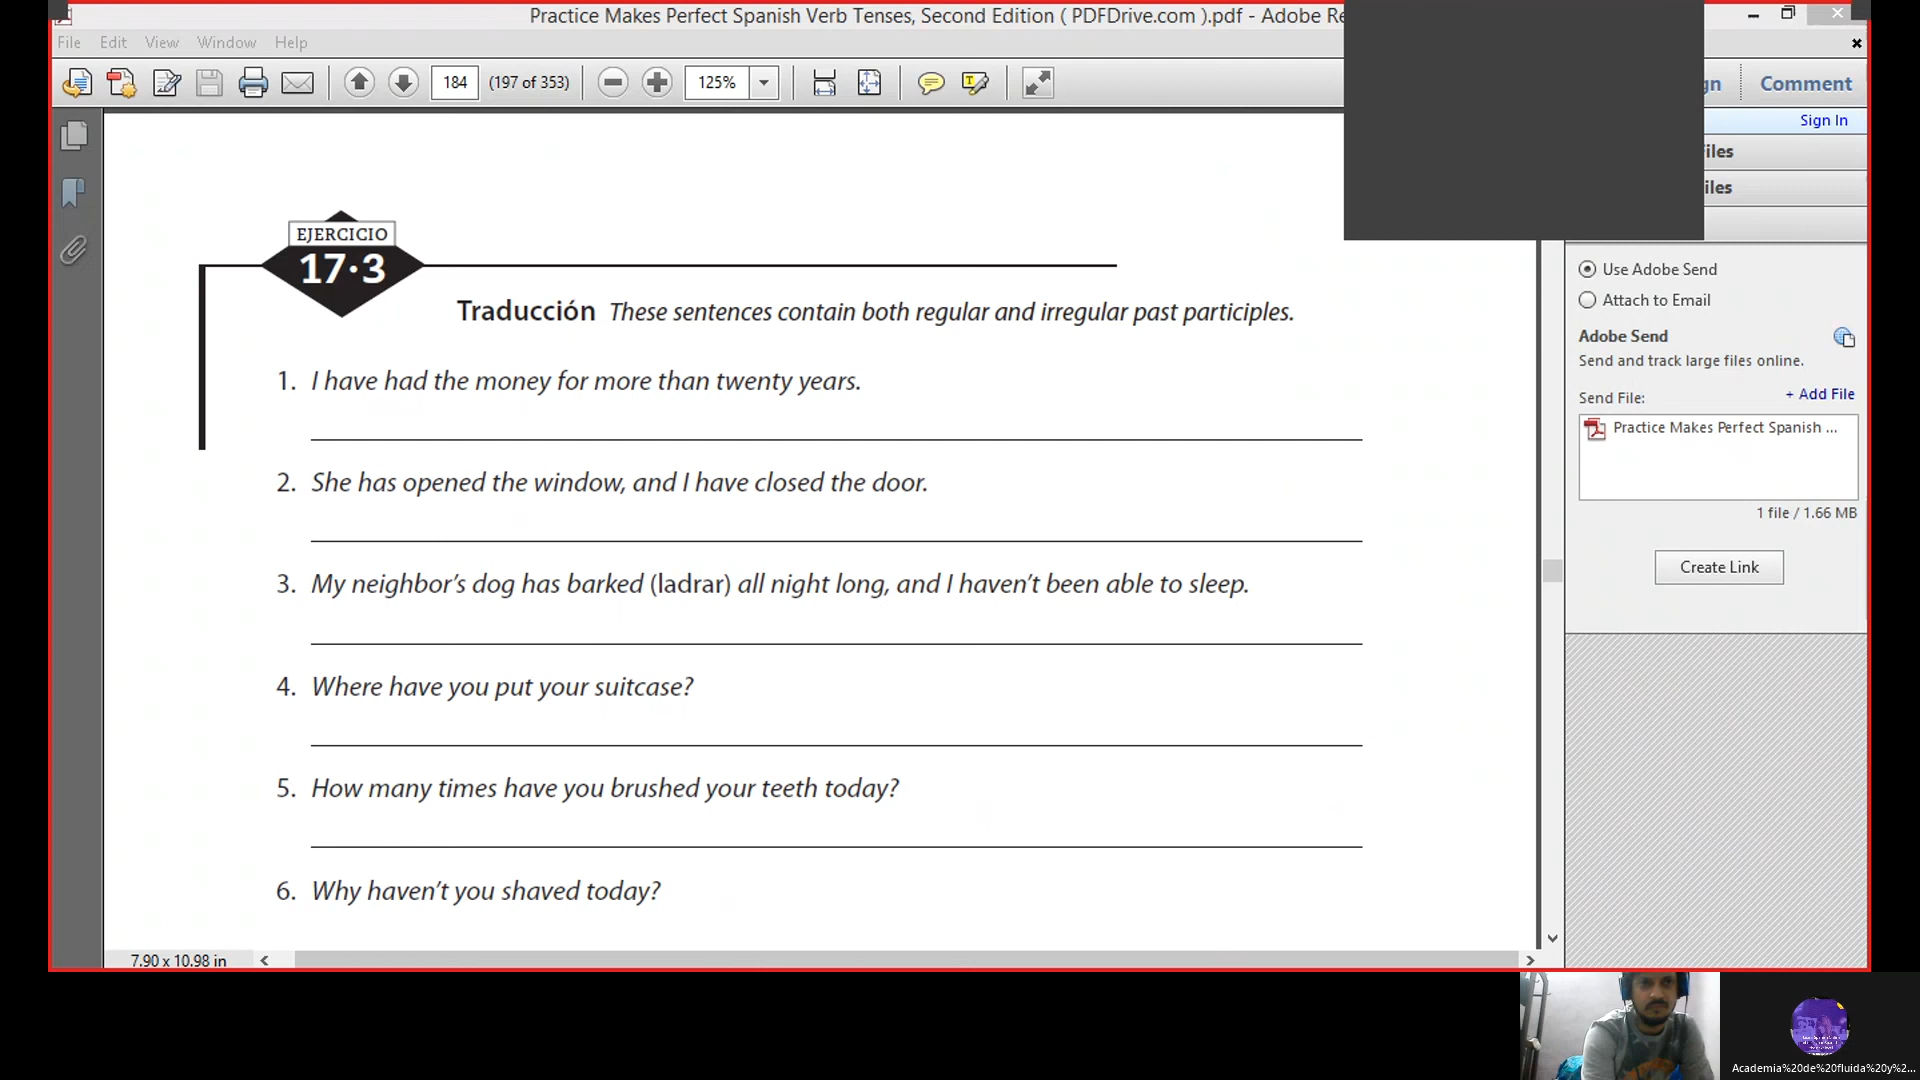 Practice Makes Perfect Spanish Verb Tenses, Second Edition ( PDFDrive.com ).pdf - Adobe Re
File Edit View Window Help
184 (197 of 353) 125% Comment
Sign In
EJERCICIO
17·3
Traducción These sentences contain both regular and irregular past participles.
1. I have had the money for more than twenty years.
2. She has opened the window, and I have closed the door.
3. My neighbor's dog has barked (ladrar) all night long, and I haven't been able to sleep.
4. Where have you put your suitcase?
5. How many times have you brushed your teeth today?
6. Why haven't you shaved today?
7.90 x 10.98 in
Use Adobe Send
Attach to Email
Adobe Send
Send and track large files online.
Send File: + Add File
Practice Makes Perfect Spanish ...
1 file / 1.66 MB
Create Link
Academia%20de%20fluida%20y%2...